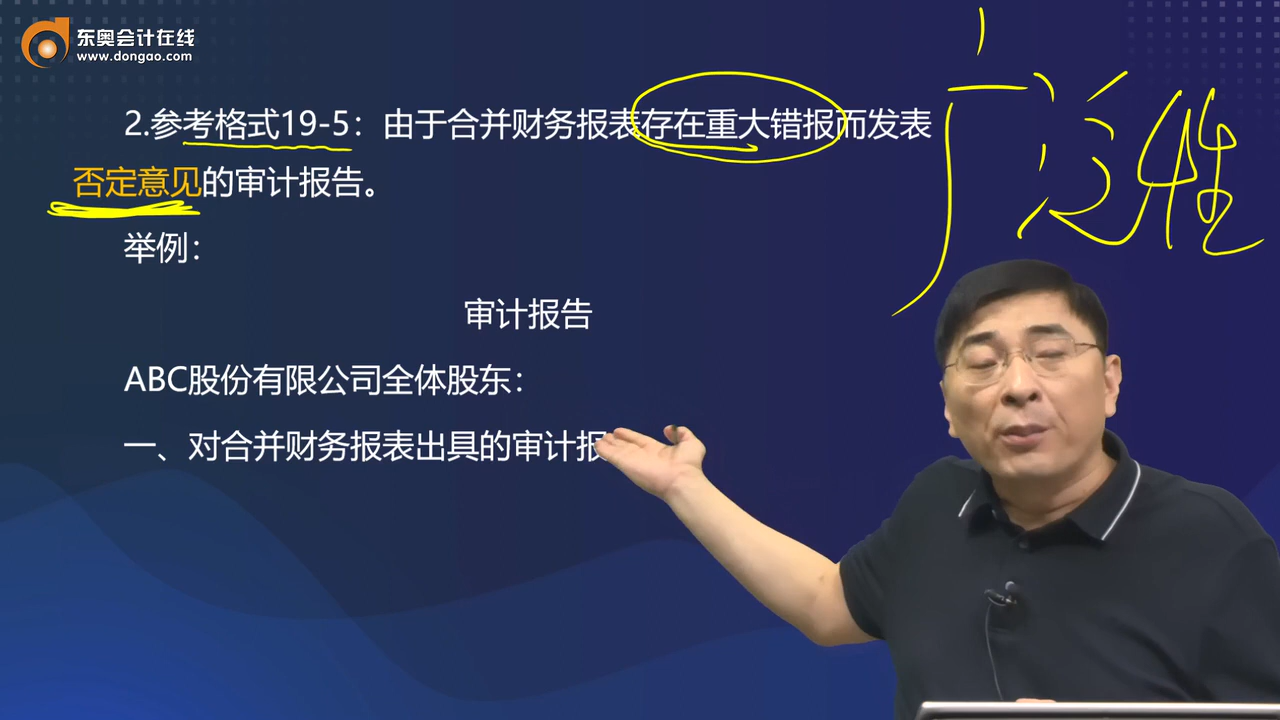 东奥会计在线
www.dongao.com
广泛性
2.参考格式19-5：由于合并财务报表存在重大错报而发表
否定意见的审计报告。
举例：
审计报告
ABC股份有限公司全体股东：
一、对合并财务报表出具的审计报